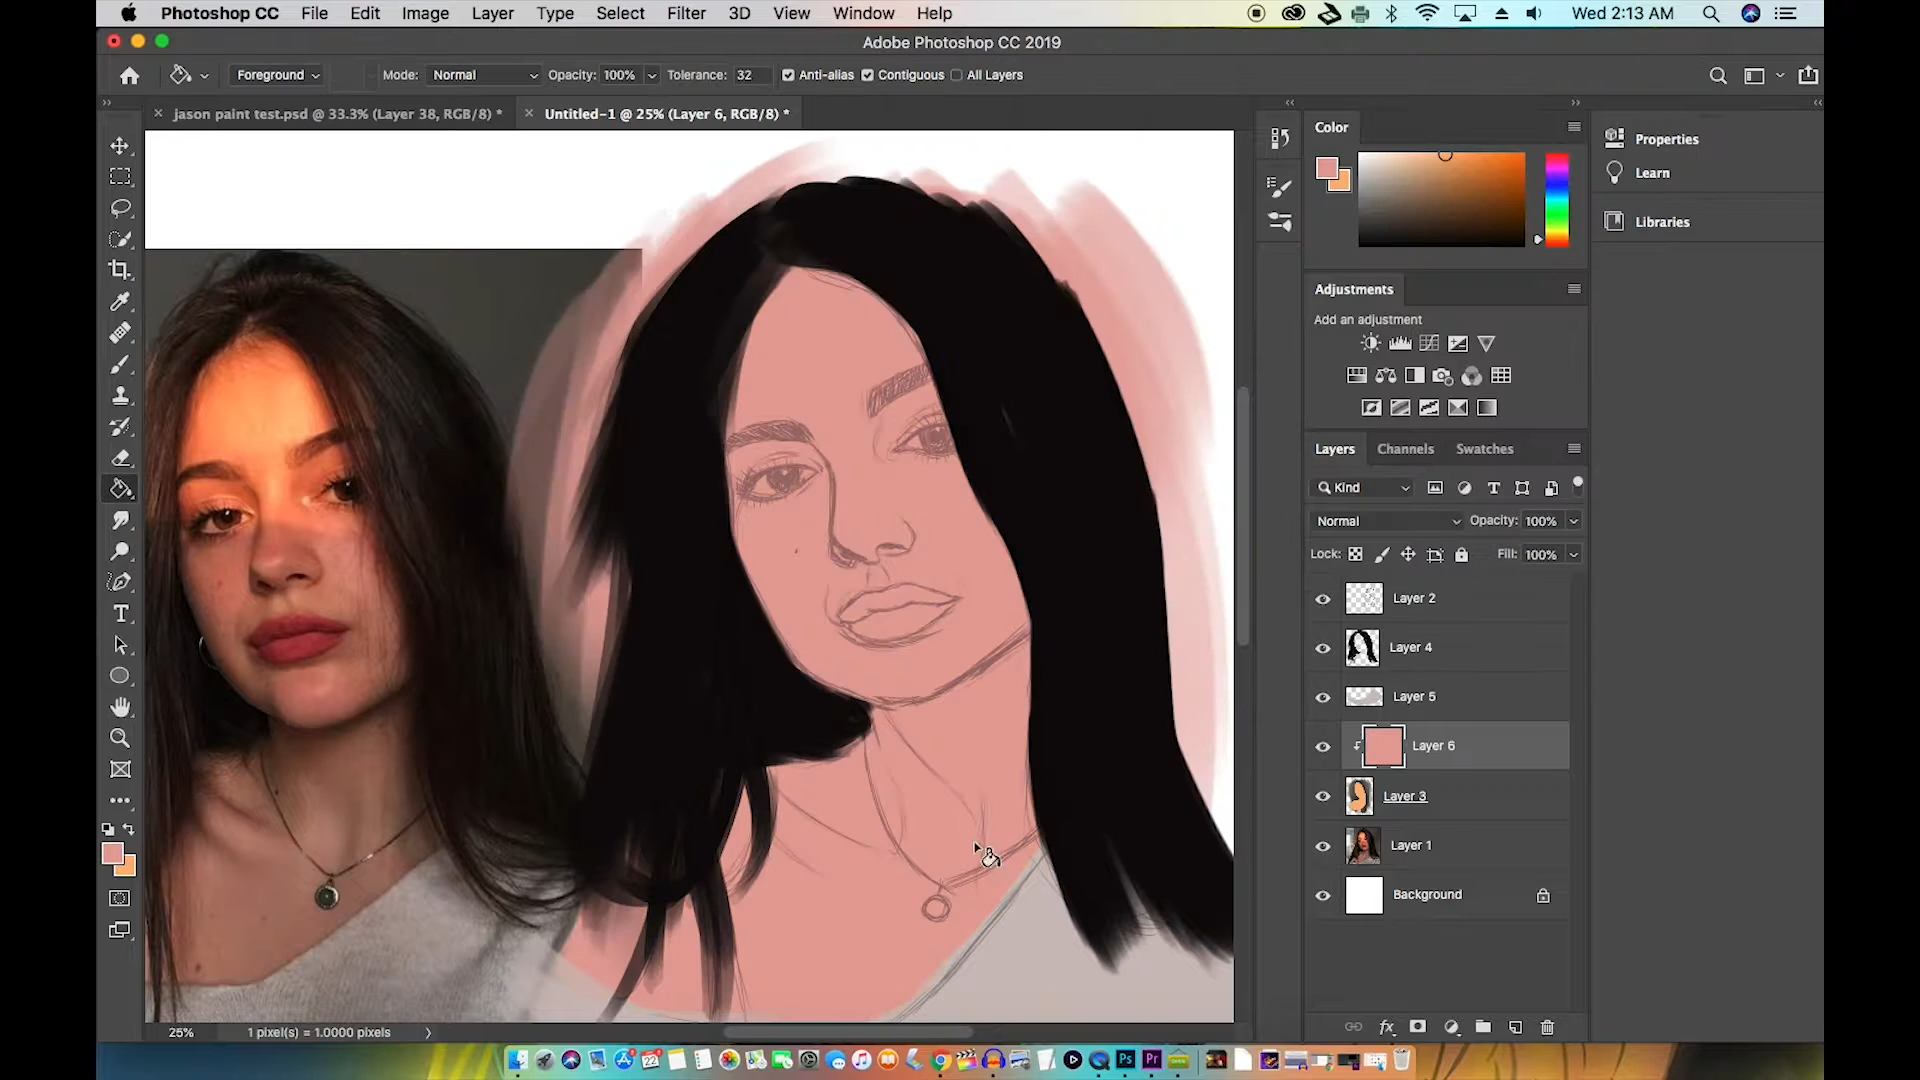 Photoshop CC File Edit Image Layer Type Select Filter 3D View Window Help Wed 2:13 AM
Adobe Photoshop CC 2019
Foreground Mode: Normal Opacity: 100% Tolerance: 32 Anti-alias Contiguous All Layers
jason paint test.psd @ 33.3% (Layer 38, RGB/8) * Untitled-1 @ 25% (Layer 6, RGB/8) *
Color
Properties
Learn
Libraries
Adjustments
Add an adjustment
Layers Channels Swatches
Kind
Normal Opacity: 100%
Lock: Fill: 100%
Layer 2
Layer 4
Layer 5
Layer 6
Layer 3
Layer 1
Background
fx
25% 1 pixel(s) = 1.0000 pixels
22 Ps Pr